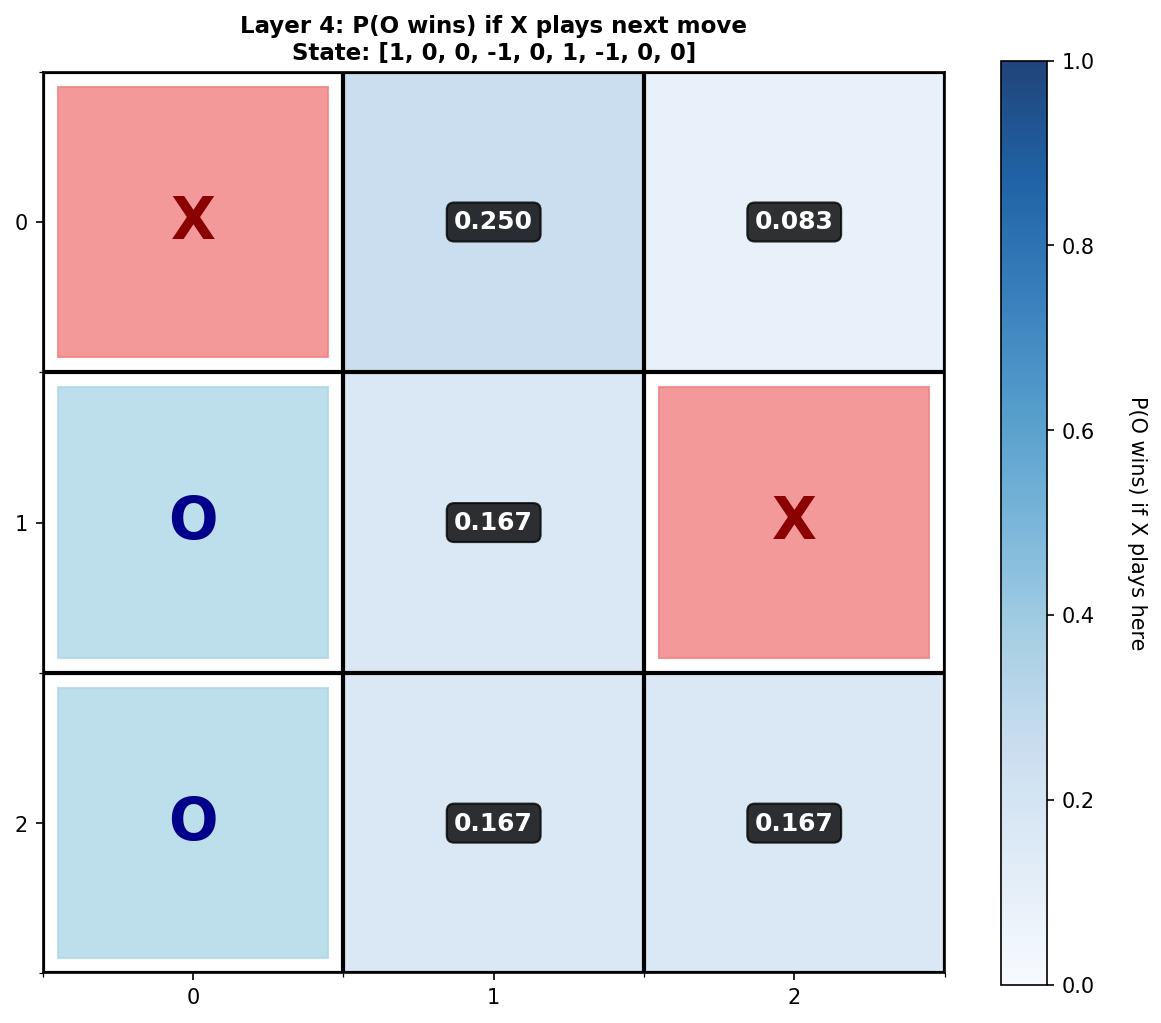 Layer 4: P(O wins) if X plays next move
State: [1, 0, 0, -1, 0, 1, -1, 0, 0]
0 X 0.250 0.083
1 O 0.167 X
2 O 0.167 0.167
0 1 2
1.0
0.8
0.6
0.4
0.2
0.0
P(O wins) if X plays here